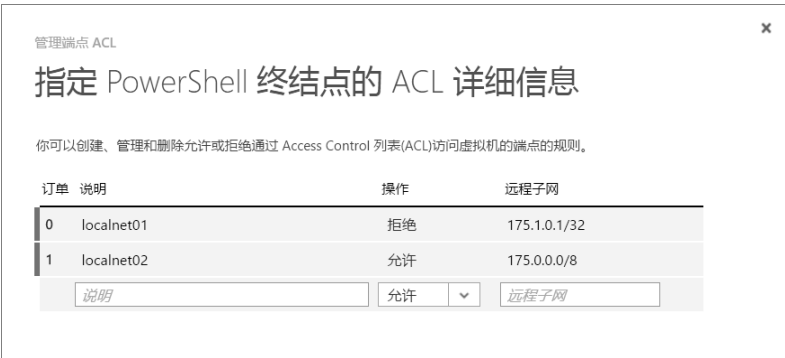 管理端点 ACL
指定 PowerShell 终结点的 ACL 详细信息
你可以创建、管理和删除允许或拒绝通过 Access Control 列表(ACL)访问虚拟机的端点的规则。
订单 说明 操作 远程子网
0 localnet01 拒绝 175.1.0.1/32
1 localnet02 允许 175.0.0.0/8
说明 允许 远程子网